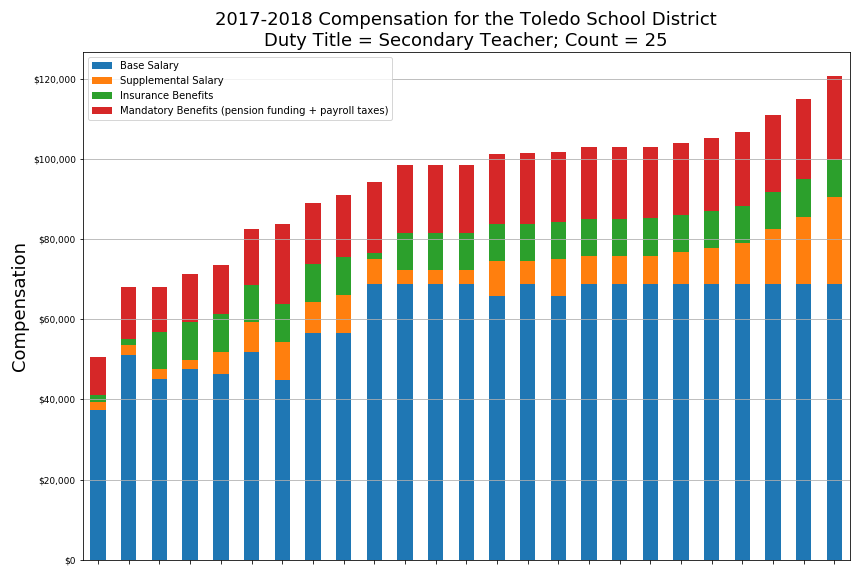 2017-2018 Compensation for the Toledo School District
Duty Title = Secondary Teacher; Count = 25
Base Salary
Supplemental Salary
Insurance Benefits
Mandatory Benefits (pension funding + payroll taxes)
$120,000
$100,000
$80,000
$60,000
$40,000
$20,000
$0
Compensation